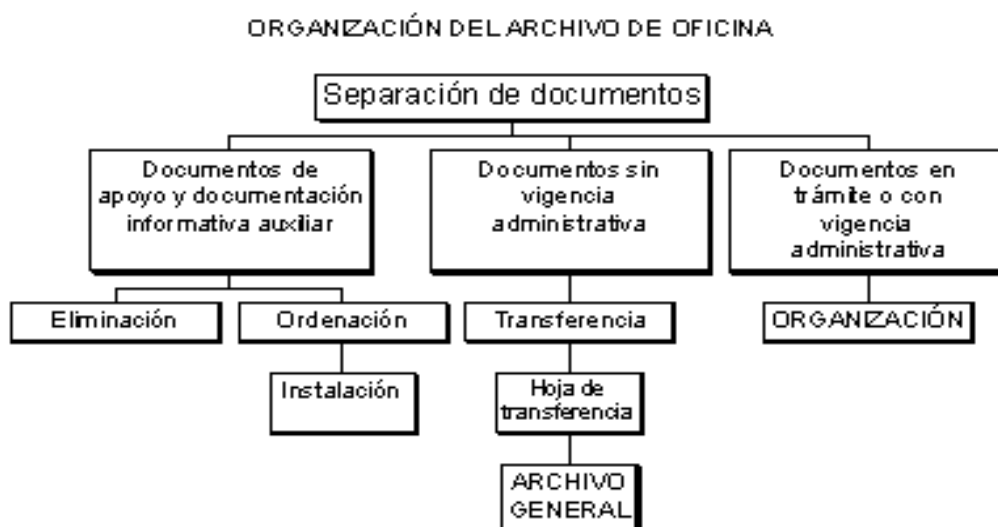 ORGANIZACIÓN DEL ARCHIVO DE OFICINA
Separación de documentos
Documentos de
apoyo y documentación
informativa auxiliar
Documentos sin
vigencia
administrativa
Documentos en
trámite o con
vigencia
administrativa
Eliminación
Ordenación
Transferencia
ORGANIZACIÓN
Instalación
Hoja de
transferencia
ARCHIVO
GENERAL